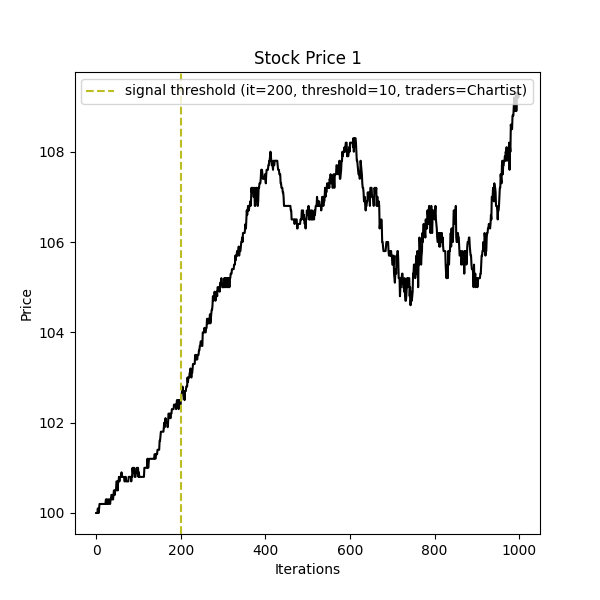 Stock Price 1
signal threshold (it=200, threshold=10, traders=Chartist)
108
106
104
102
100
Price
0 200 400 600 800 1000
Iterations